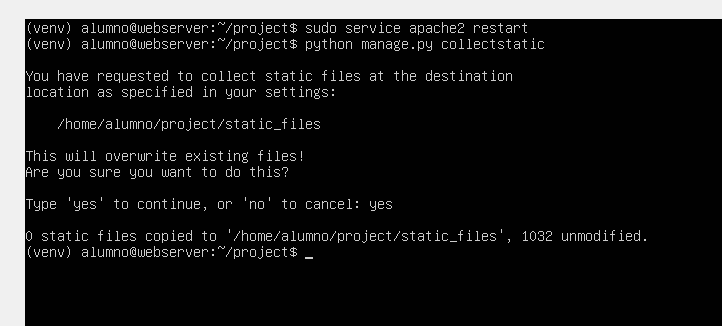 (venv) alumno@webserver:~/project$ sudo service apache2 restart
(venv) alumno@webserver:~/project$ python manage.py collectstatic
You have requested to collect static files at the destination
location as specified in your settings:
/home/alumno/project/static_files
This will overwrite existing files!
Are you sure you want to do this?
Type 'yes' to continue, or 'no' to cancel: yes
0 static files copied to '/home/alumno/project/static_files', 1032 unmodified.
(venv) alumno@webserver:~/project$ _